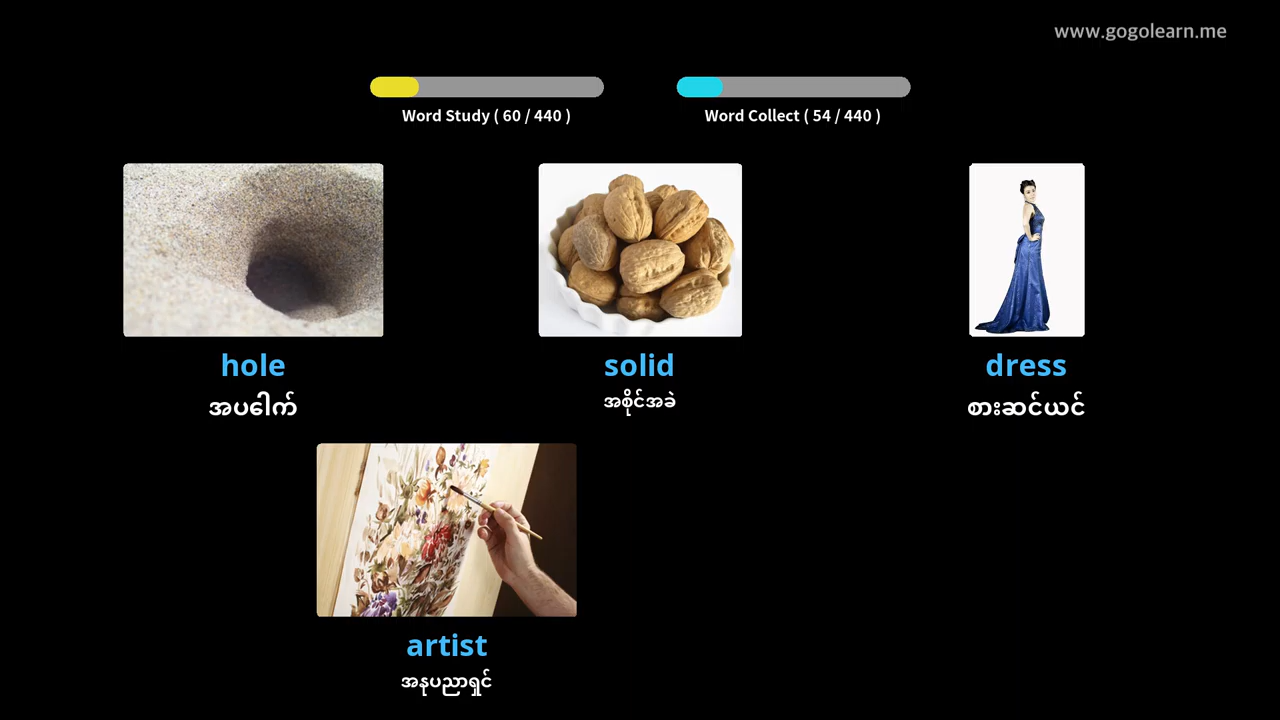 www.gogolearn.me
Word Study ( 60 / 440 )
Word Collect ( 54 / 440 )
hole
အပေါက်
solid
အစိုင်အခဲ
dress
စားဆင်ယင်
artist
အနုပညာရှင်